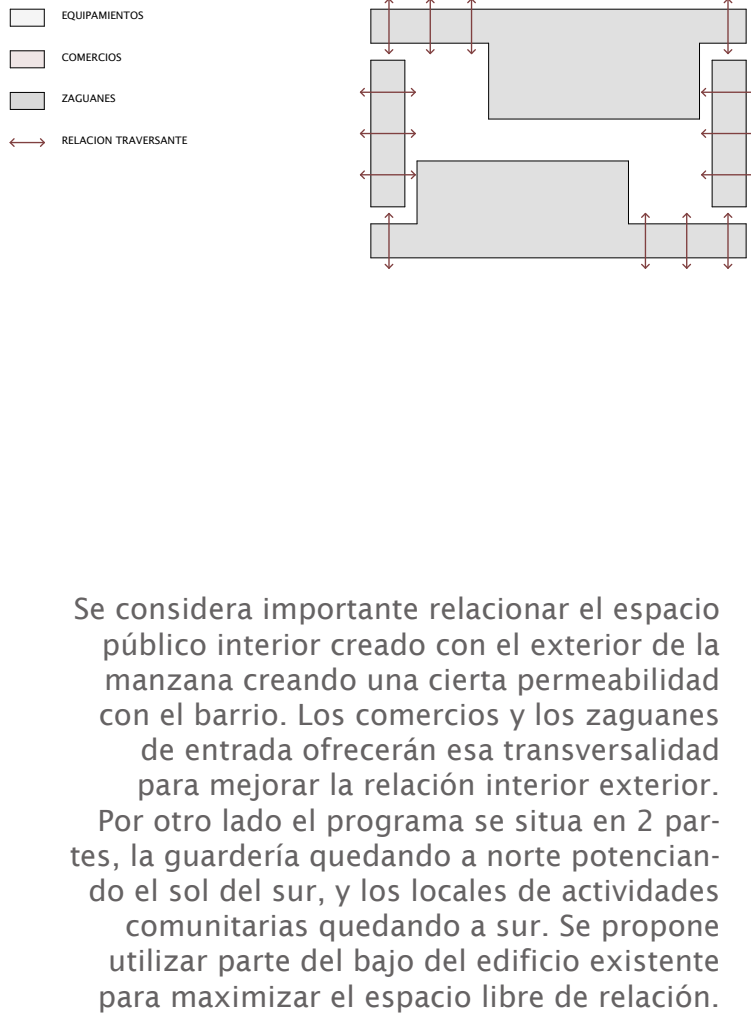 EQUIPAMIENTOS
COMERCIOS
ZAGUANES
RELACION TRAVERSANTE
Se considera importante relacionar el espacio
público interior creado con el exterior de la
manzana creando una cierta permeabilidad
con el barrio. Los comercios y los zaguanes
de entrada ofrecerán esa transversalidad
para mejorar la relación interior exterior.
Por otro lado el programa se situa en 2 par-
tes, la guardería quedando a norte potencian-
do el sol del sur, y los locales de actividades
comunitarias quedando a sur. Se propone
utilizar parte del bajo del edificio existente
para maximizar el espacio libre de relación.